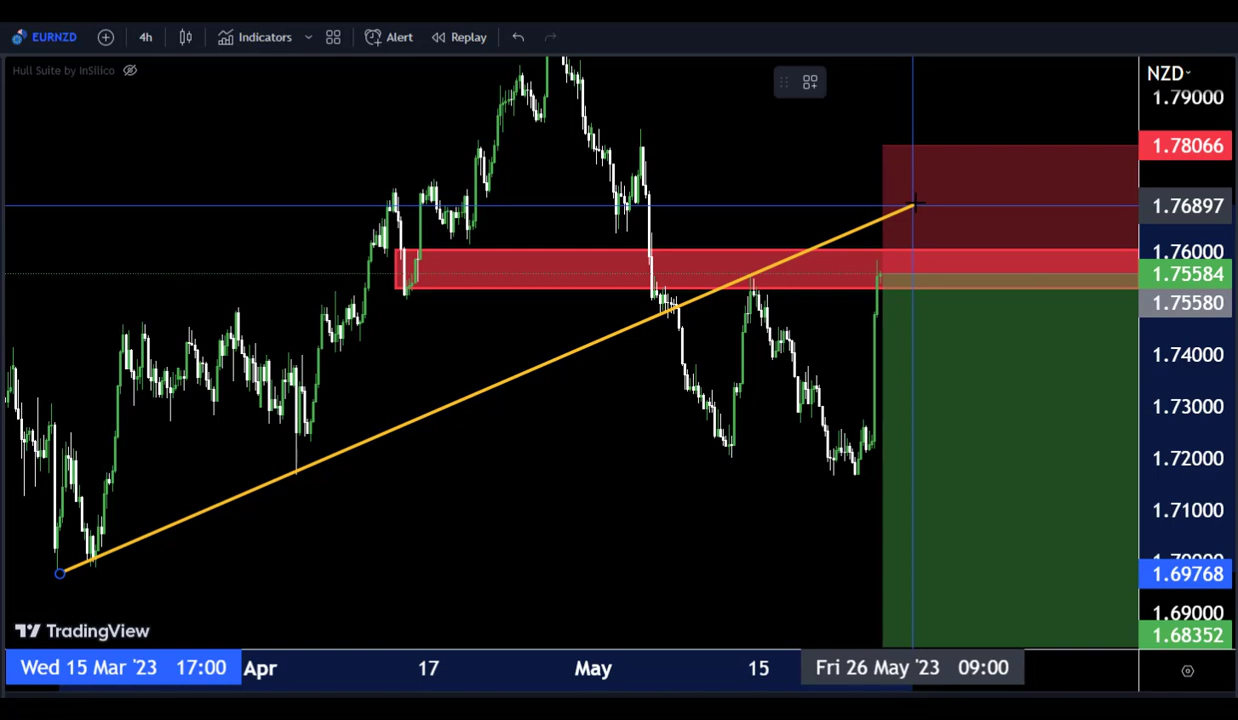 EURNZD 4h Indicators Alert Replay
Hull Suite by InSilico
NZD
1.79000
1.78066
1.76897
1.76000
1.75584
1.75580
1.74000
1.73000
1.72000
1.71000
1.70000
1.69768
1.69000
1.68352
TradingView
Wed 15 Mar '23 17:00 Apr 17 May 15 Fri 26 May '23 09:00